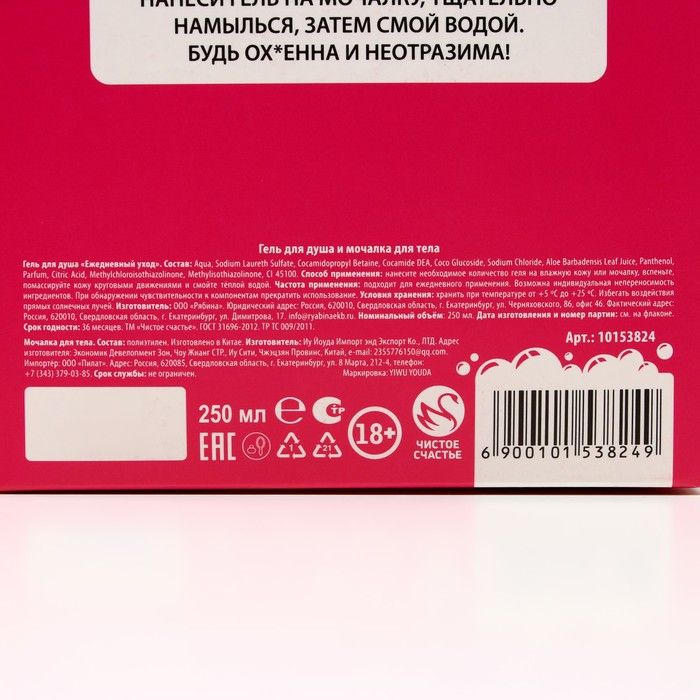 НАНЕСИ ГЕЛЬ НА МОЧАЛКУ, ТЩАТЕЛЬНО
НАМЫЛЬСЯ, ЗАТЕМ СМОЙ ВОДОЙ.
БУДЬ ОХ*ЕННА И НЕОТРАЗИМА!
Гель для душа и мочалка для тела
Гель для душа «Ежедневный уход». Состав: Aqua, Sodium Laureth Sulfate, Cocamidopropyl Betaine, Cocamide DEA, Coco Glucoside, Sodium Chloride, Aloe Barbadensis Leaf Juice, Panthenol,
Parfum, Citric Acid, Methylchloroisothiazolinone, Methylisothiazolinone, CI 45100. Способ применения: нанесите необходимое количество геля на влажную кожу или мочалку, вспеньте,
помассируйте кожу круговыми движениями и смойте тёплой водой. Частота применения: подходит для ежедневного применения. Возможна индивидуальная непереносимость
ингредиентов. При обнаружении чувствительности к компонентам прекратить использование. Условия хранения: хранить при температуре от +5 °C до +25 °C. Избегать воздействия
прямых солнечных лучей. Изготовитель: ООО «Рябина». Юридический адрес: Россия, 620010, Свердловская область, г. Екатеринбург, ул. Черняховского, 86, офис 46. Фактический адрес:
Россия, 620010, Свердловская область, г. Екатеринбург, ул. Димитрова, 17. info@ryabinaekb.ru. Номинальный объём: 250 мл. Дата изготовления и номер партии: см. на флаконе.
Срок годности: 36 месяцев. ТМ «Чистое счастье». ГОСТ 31696-2012. ТР ТС 009/2011.
Мочалка для тела. Состав: полиэтилен. Изготовлено в Китае. Изготовитель: Иу Йоуда Импорт энд Экспорт Ко., ЛТД. Адрес
изготовителя: Экономик Девелопмент Зон, Чоу Жианг СТР., Иу Сити, Чжэцзян Провинс, Китай, e-mail: 2355776150@qq.com.
Импортёр: ООО «Пилат». Адрес: Россия, 620085, Свердловская область, г. Екатеринбург, ул. 8 Марта, 212-4, телефон:
+7 (343) 379-03-85. Срок службы: не ограничен. Маркировка: YIWU YOUDA
Арт.: 10153824
250 мл
ТР
EAC
1
21
18+
ЧИСТОЕ
СЧАСТЬЕ
6 900101 538249